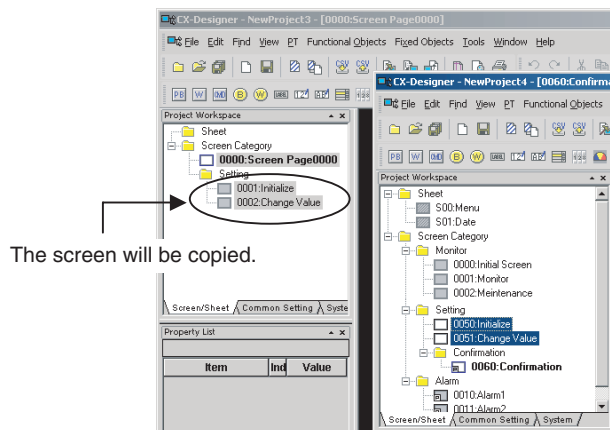 CX-Designer - NewProject3 - [0000:Screen Page0000]
File Edit Find View PT Functional Objects Fixed Objects Tools Window Help
CX-Designer - NewProject4 - [0060:Confirma
File Edit Find View PT Functional Objects
Project Workspace
Sheet
Screen Category
0000:Screen Page0000
Setting
0001:Initialize
0002:Change Value
The screen will be copied.
Screen/Sheet Common Setting Syste
Property List
Item Ind Value
Project Workspace
Sheet
S00:Menu
S01:Date
Screen Category
Monitor
0000:Initial Screen
0001:Monitor
0002:Meintenance
Setting
0050:Initialize
0051:Change Value
Confirmation
0060:Confirmation
Alarm
0010:Alarm1
0011:Alarm2
Screen/Sheet Common Setting System